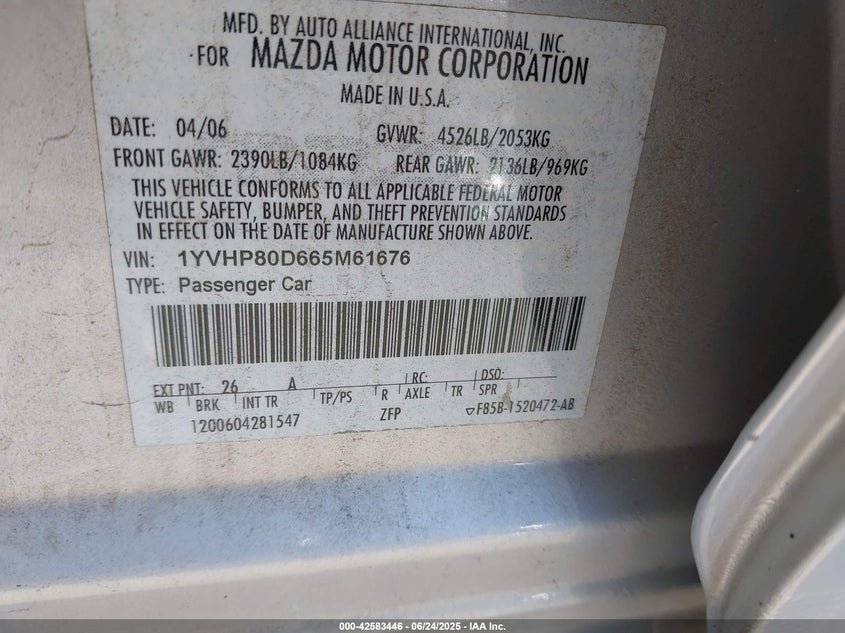 MFD. BY AUTO ALLIANCE INTERNATIONAL, INC.
FOR MAZDA MOTOR CORPORATION
MADE IN U.S.A.
DATE: 04/06 GVWR: 4526LB/2053KG
FRONT GAWR: 2390LB/1084KG REAR GAWR: 2136LB/969KG
THIS VEHICLE CONFORMS TO ALL APPLICABLE FEDERAL MOTOR
VEHICLE SAFETY, BUMPER, AND THEFT PREVENTION STANDARDS
IN EFFECT ON THE DATE OF MANUFACTURE SHOWN ABOVE.
VIN: 1YVHP80D665M61676
TYPE: Passenger Car
EXT PNT: 26 A RC: DSO:
WB BRK INT TR TP/PS R AXLE TR SPR
1200604281547 ZFP ▽F85B-1520472-AB
000-42583446 - 06/24/2025 - IAA Inc.